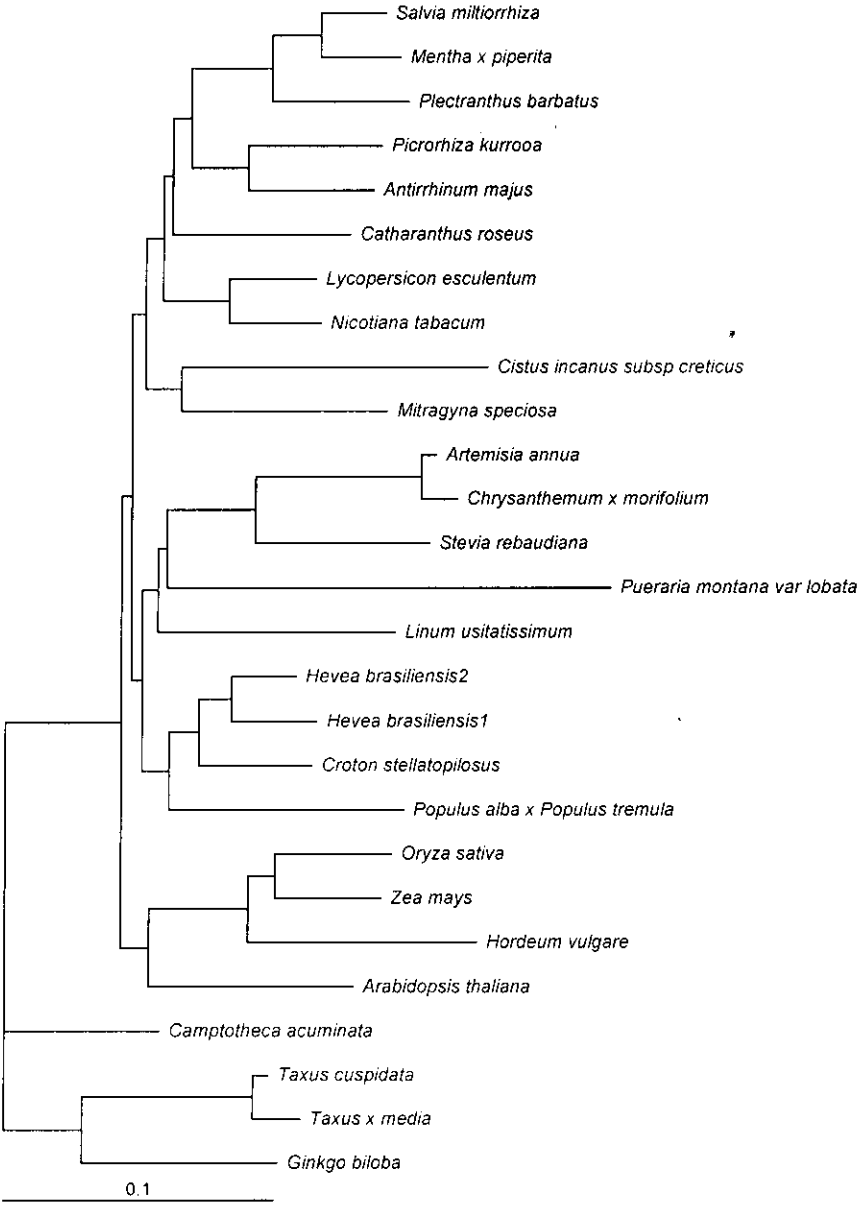 Salvia miltiorrhiza
Mentha x piperita
Plectranthus barbatus
Picrorhiza kurrooa
Antirrhinum majus
Catharanthus roseus
Lycopersicon esculentum
Nicotiana tabacum
Cistus incanus subsp creticus
Mitragyna speciosa
Artemisia annua
Chrysanthemum x morifolium
Stevia rebaudiana
Pueraria montana var lobata
Linum usitatissimum
Hevea brasiliensis2
Hevea brasiliensis1
Croton stellatopilosus
Populus alba x Populus tremula
Oryza sativa
Zea mays
Hordeum vulgare
Arabidopsis thaliana
Camptotheca acuminata
Taxus cuspidata
Taxus x media
Ginkgo biloba
0.1